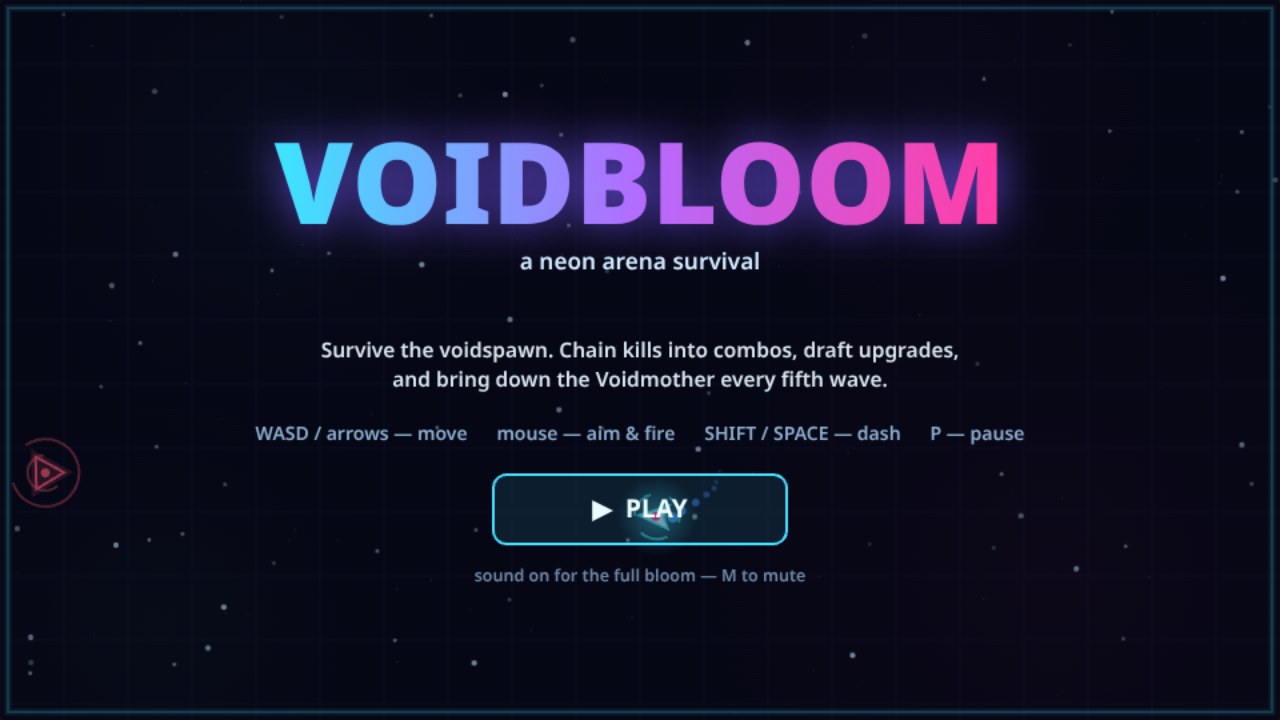 VOIDBLOOM
a neon arena survival
Survive the voidspawn. Chain kills into combos, draft upgrades,
and bring down the Voidmother every fifth wave.
WASD / arrows — move mouse — aim & fire SHIFT / SPACE — dash P — pause
▶ PLAY
sound on for the full bloom — M to mute